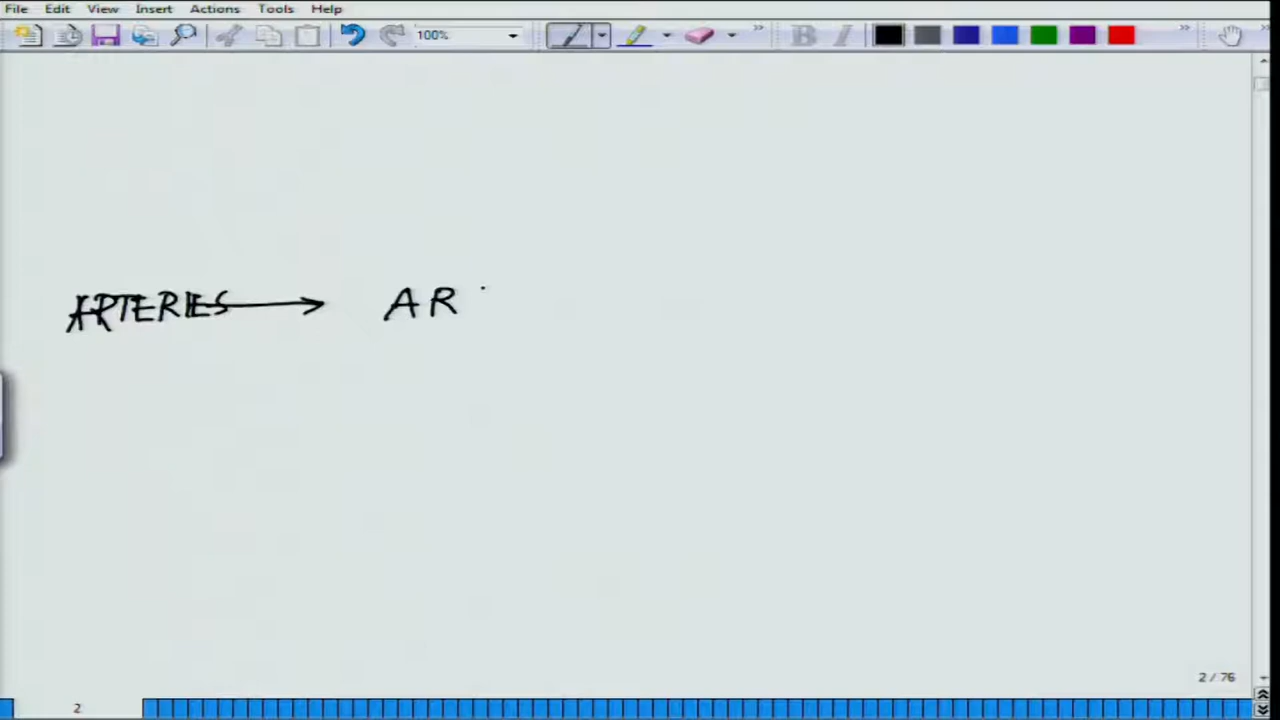 File Edit View Insert Actions Tools Help
100% B I
ARTERIES → AR
2 / 76
2